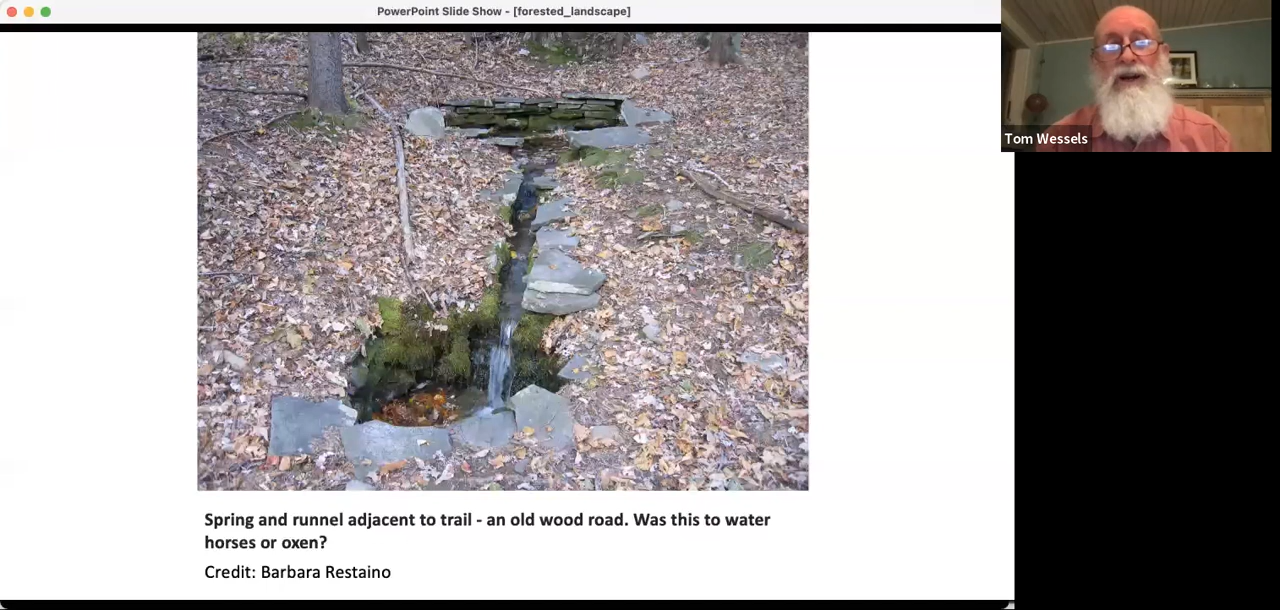 PowerPoint Slide Show - [forested_landscape]
Tom Wessels
Spring and runnel adjacent to trail - an old wood road. Was this to water
horses or oxen?
Credit: Barbara Restaino